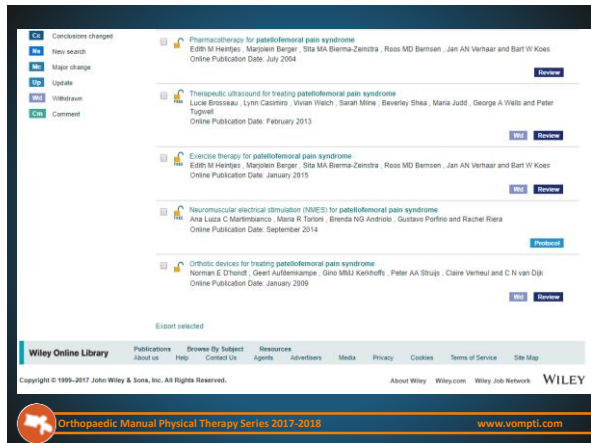 Cc Conclusions changed
Ns New search
Mc Major change
Up Update
Wd Withdrawn
Cm Comment
Pharmacotherapy for patellofemoral pain syndrome
Edith M Heintjes , Marjolein Berger , Sita MA Bierma-Zeinstra , Roos MD Bernsen , Jan AN Verhaar and Bart W Koes
Online Publication Date: July 2004
Review
Therapeutic ultrasound for treating patellofemoral pain syndrome
Lucie Brosseau , Lynn Casimiro , Vivian Welch , Sarah Milne , Beverley Shea , Maria Judd , George A Wells and Peter
Tugwell
Online Publication Date: February 2013
Wd Review
Exercise therapy for patellofemoral pain syndrome
Edith M Heintjes , Marjolein Berger , Sita MA Bierma-Zeinstra , Roos MD Bernsen , Jan AN Verhaar and Bart W Koes
Online Publication Date: January 2015
Wd Review
Neuromuscular electrical stimulation (NMES) for patellofemoral pain syndrome
Ana Luiza C Martimbianco , Maria R Torloni , Brenda NG Andriolo , Gustavo Porfirio and Rachel Riera
Online Publication Date: September 2014
Protocol
Orthotic devices for treating patellofemoral pain syndrome
Norman E D'hondt , Geert Aufdemkampe , Gino MMJ Kerkhoffs , Peter AA Struijs , Claire Verheul and C N van Dijk
Online Publication Date: January 2009
Wd Review
Export selected
Wiley Online Library
Publications Browse By Subject Resources
About us Help Contact Us Agents Advertisers Media Privacy Cookies Terms of Service Site Map
Copyright © 1999-2017 John Wiley & Sons, Inc. All Rights Reserved.
About Wiley Wiley.com Wiley Job Network WILEY
Orthopaedic Manual Physical Therapy Series 2017-2018
www.vompti.com